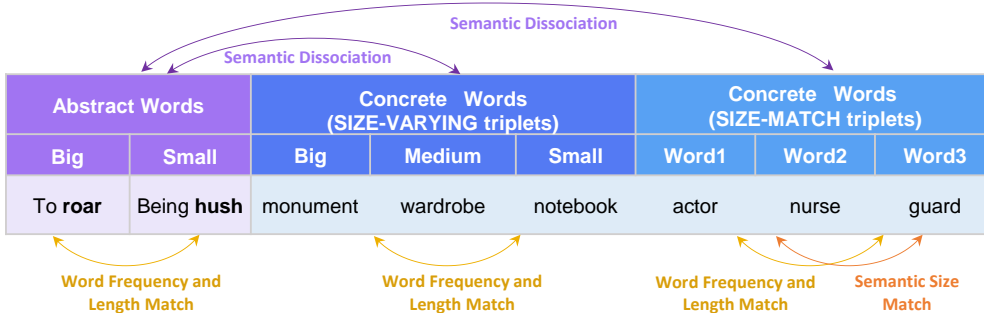 Semantic Dissociation
Semantic Dissociation
Abstract Words
Concrete Words
(SIZE-VARYING triplets)
Concrete Words
(SIZE-MATCH triplets)
Big Small Big Medium Small Word1 Word2 Word3
To roar Being hush monument wardrobe notebook actor nurse guard
Word Frequency and
Length Match
Word Frequency and
Length Match
Word Frequency and
Length Match
Semantic Size
Match